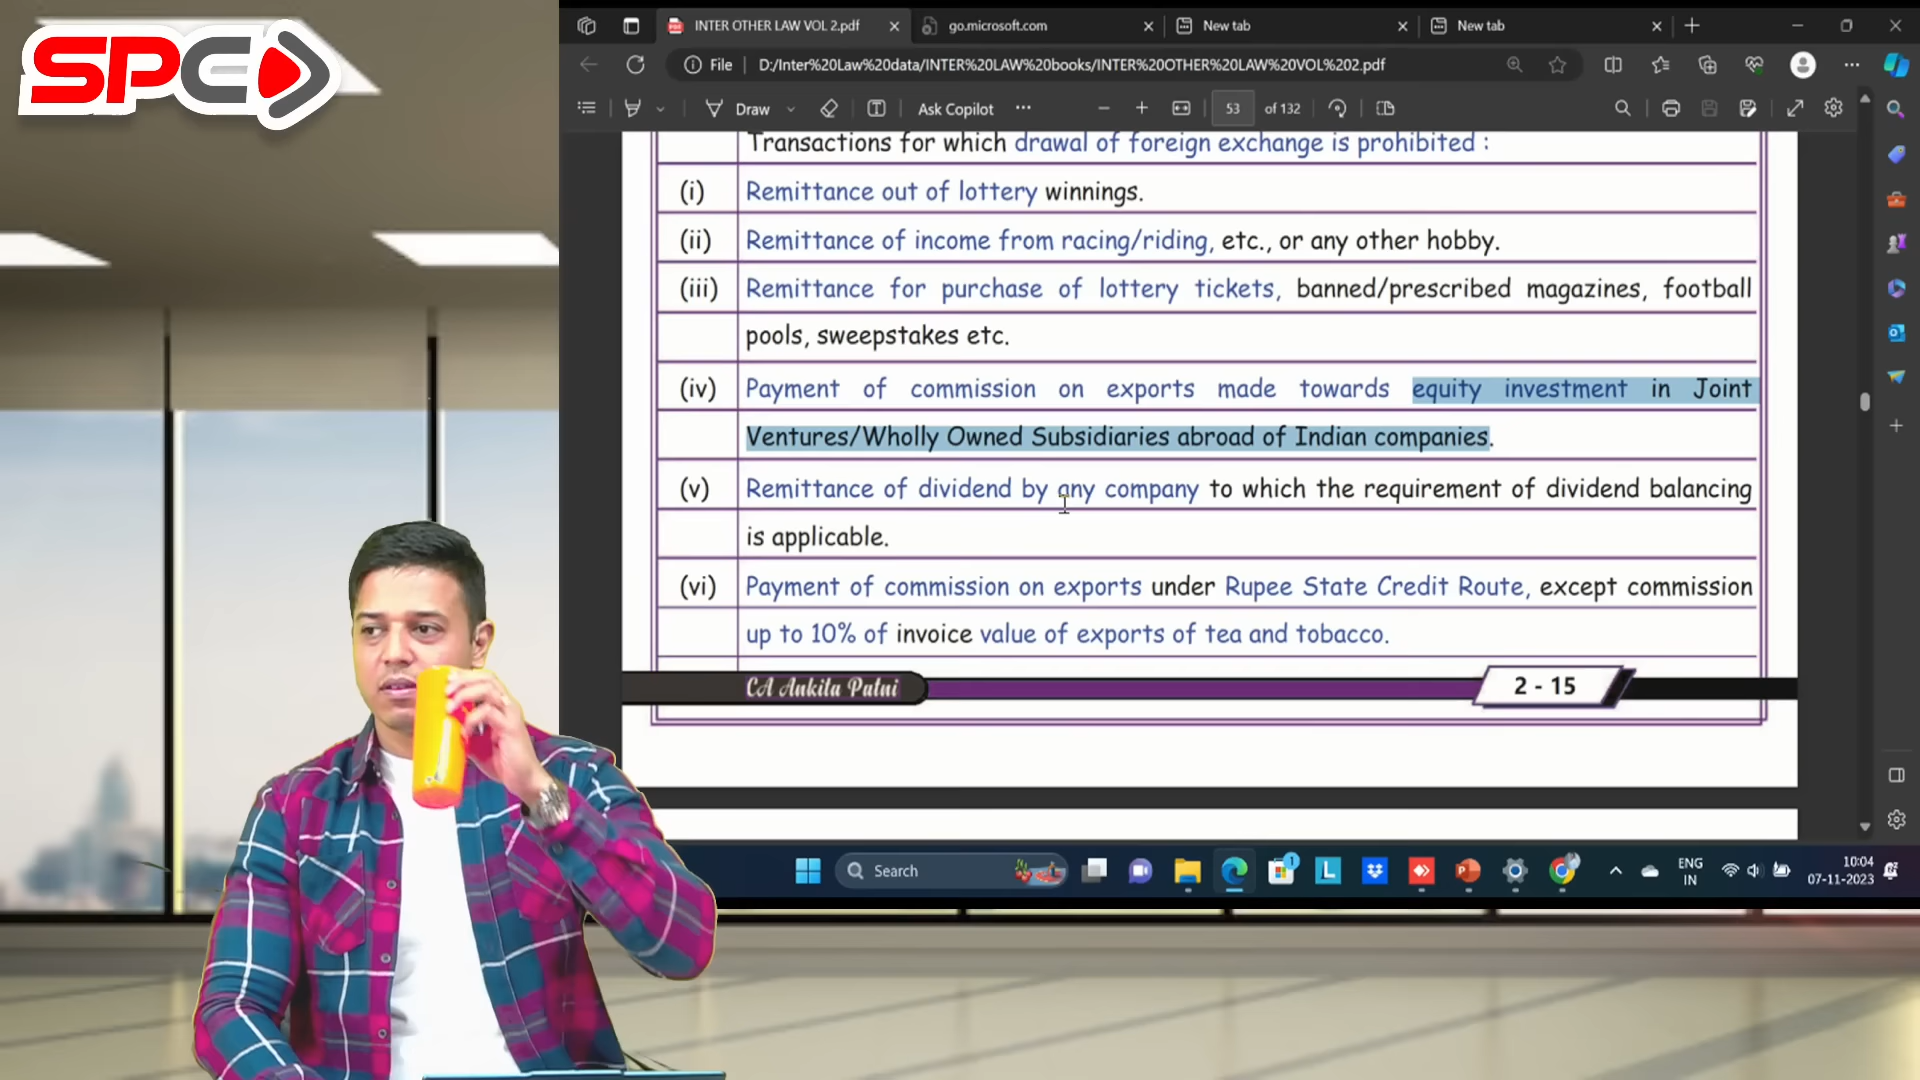 SPC
INTER OTHER LAW VOL 2.pdf
go.microsoft.com
New tab
New tab
File
D:/Inter%20Law%20data/INTER%20LAW%20books/INTER%20OTHER%20LAW%20VOL%202.pdf
Draw
Ask Copilot
53
of 132
Transactions for which drawal of foreign exchange is prohibited :
(i) Remittance out of lottery winnings.
(ii) Remittance of income from racing/riding, etc., or any other hobby.
(iii) Remittance for purchase of lottery tickets, banned/prescribed magazines, football
pools, sweepstakes etc.
(iv) Payment of commission on exports made towards equity investment in Joint
Ventures/Wholly Owned Subsidiaries abroad of Indian companies.
(v) Remittance of dividend by any company to which the requirement of dividend balancing
is applicable.
(vi) Payment of commission on exports under Rupee State Credit Route, except commission
up to 10% of invoice value of exports of tea and tobacco.
CA Ankita Patni
2 - 15
Search
1
L
ENG
IN
10:04
07-11-2023